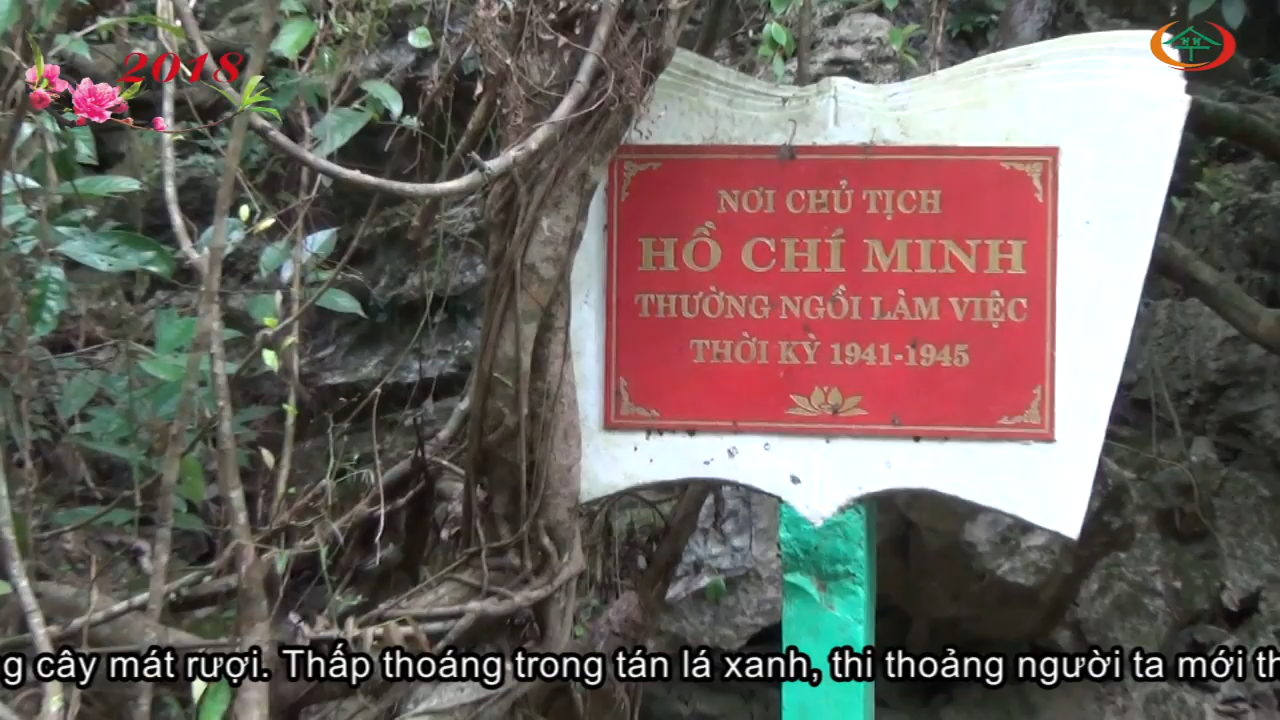 2018
NƠI CHỦ TỊCH
HỒ CHÍ MINH
THƯỜNG NGỒI LÀM VIỆC
THỜI KỲ 1941-1945
cây mát rượi. Thấp thoáng trong tán lá xanh, thi thoảng người ta mới